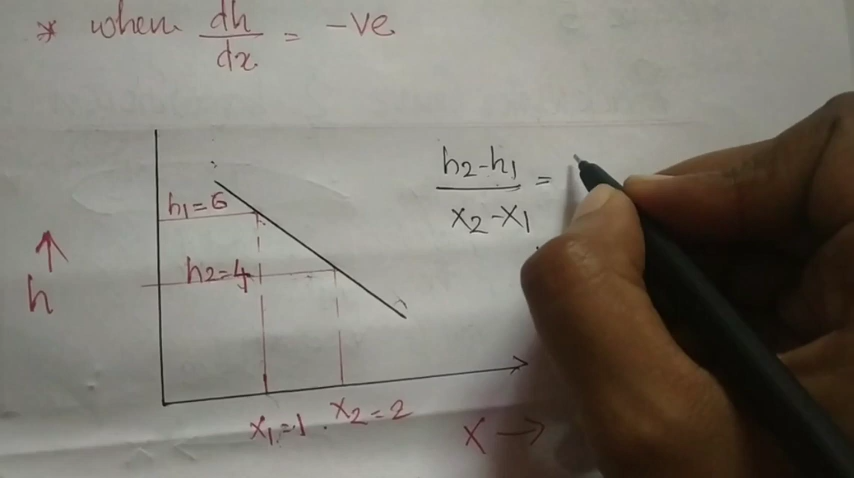 * when dh/dx = -ve
h2-h1
x2-x1
=
h1=6
h2=4
h
x1=1
x2=2
x